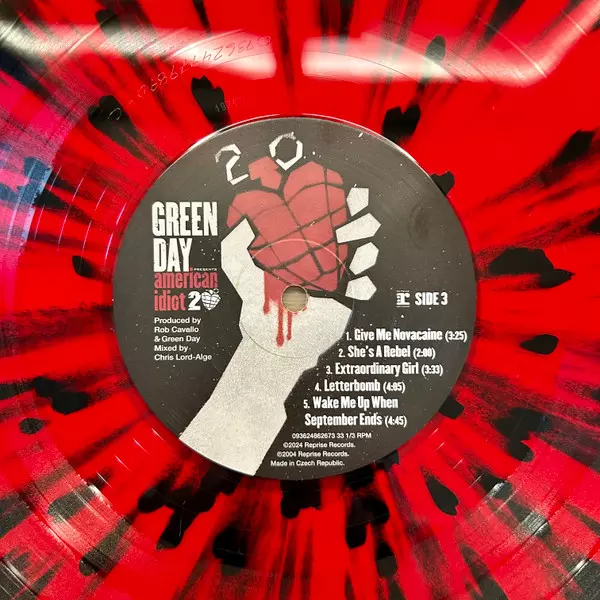 20
GREEN
DAY
PRESENTS
american
idiot 20
Produced by
Rob Cavallo
& Green Day
Mixed by
Chris Lord-Alge
SIDE 3
1. Give Me Novacaine (3:25)
2. She's A Rebel (2:00)
3. Extraordinary Girl (3:33)
4. Letterbomb (4:05)
5. Wake Me Up When
September Ends (4:45)
093624862673 33 1/3 RPM
©2024 Reprise Records.
℗2004 Reprise Records.
Made in Czech Republic.